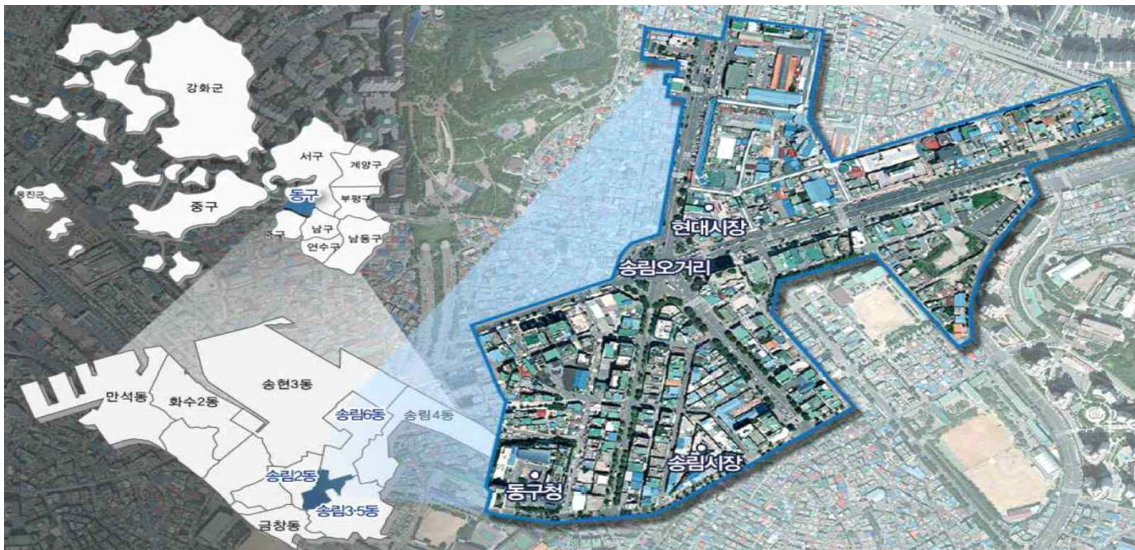 강화군
서구
계양구
옹진군
동구
부평구
중구
남구
남동구
연수구
현대시장
송림오거리
송현3동
만석동
화수2동
송림6동
송림4동
송림2동
송림3·5동
금창동
송림시장
동구청